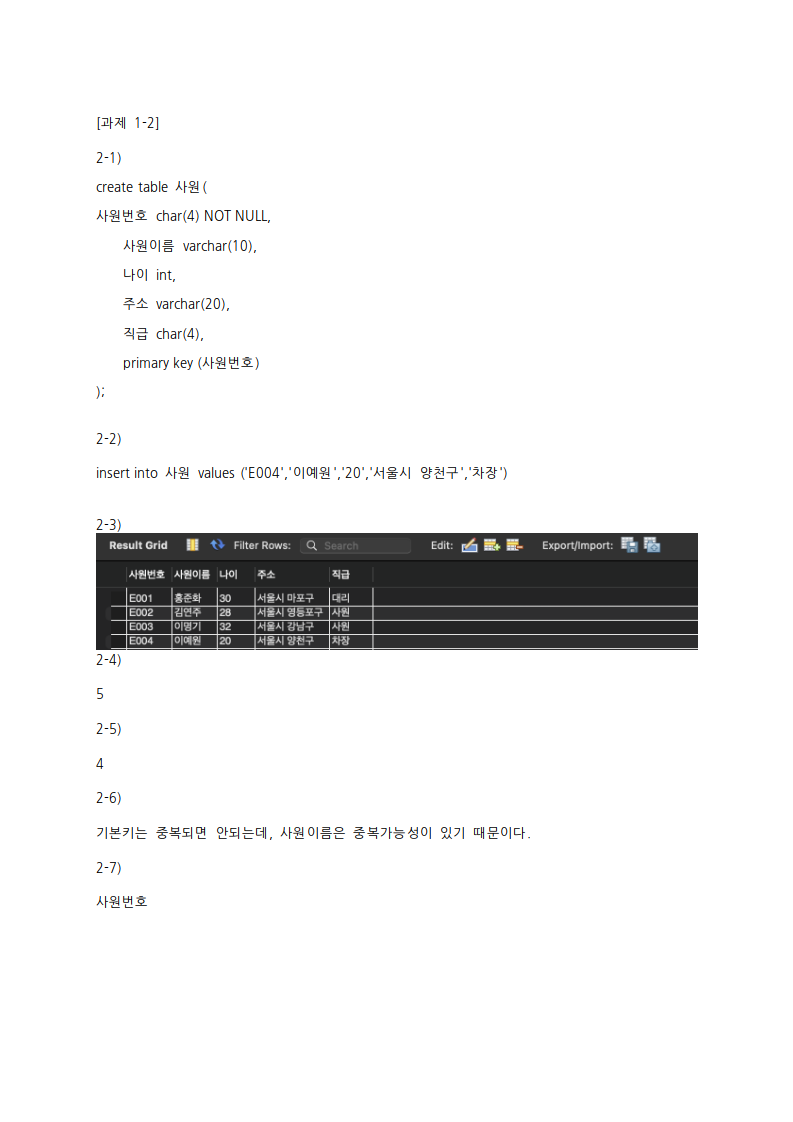 [과제 1-2]
2-1)
create table 사원(
사원번호 char(4) NOT NULL,
사원이름 varchar(10),
나이 int,
주소 varchar(20),
직급 char(4),
primary key (사원번호)
);
2-2)
insert into 사원 values ('E004','이예원','20','서울시 양천구','차장')
2-3)
Result Grid Filter Rows: Search Edit: Export/Import:
사원번호 사원이름 나이 주소 직급
E001 홍준화 30 서울시 마포구 대리
E002 김연주 28 서울시 영등포구 사원
E003 이명기 32 서울시 강남구 사원
E004 이예원 20 서울시 양천구 차장
2-4)
5
2-5)
4
2-6)
기본키는 중복되면 안되는데, 사원이름은 중복가능성이 있기 때문이다.
2-7)
사원번호